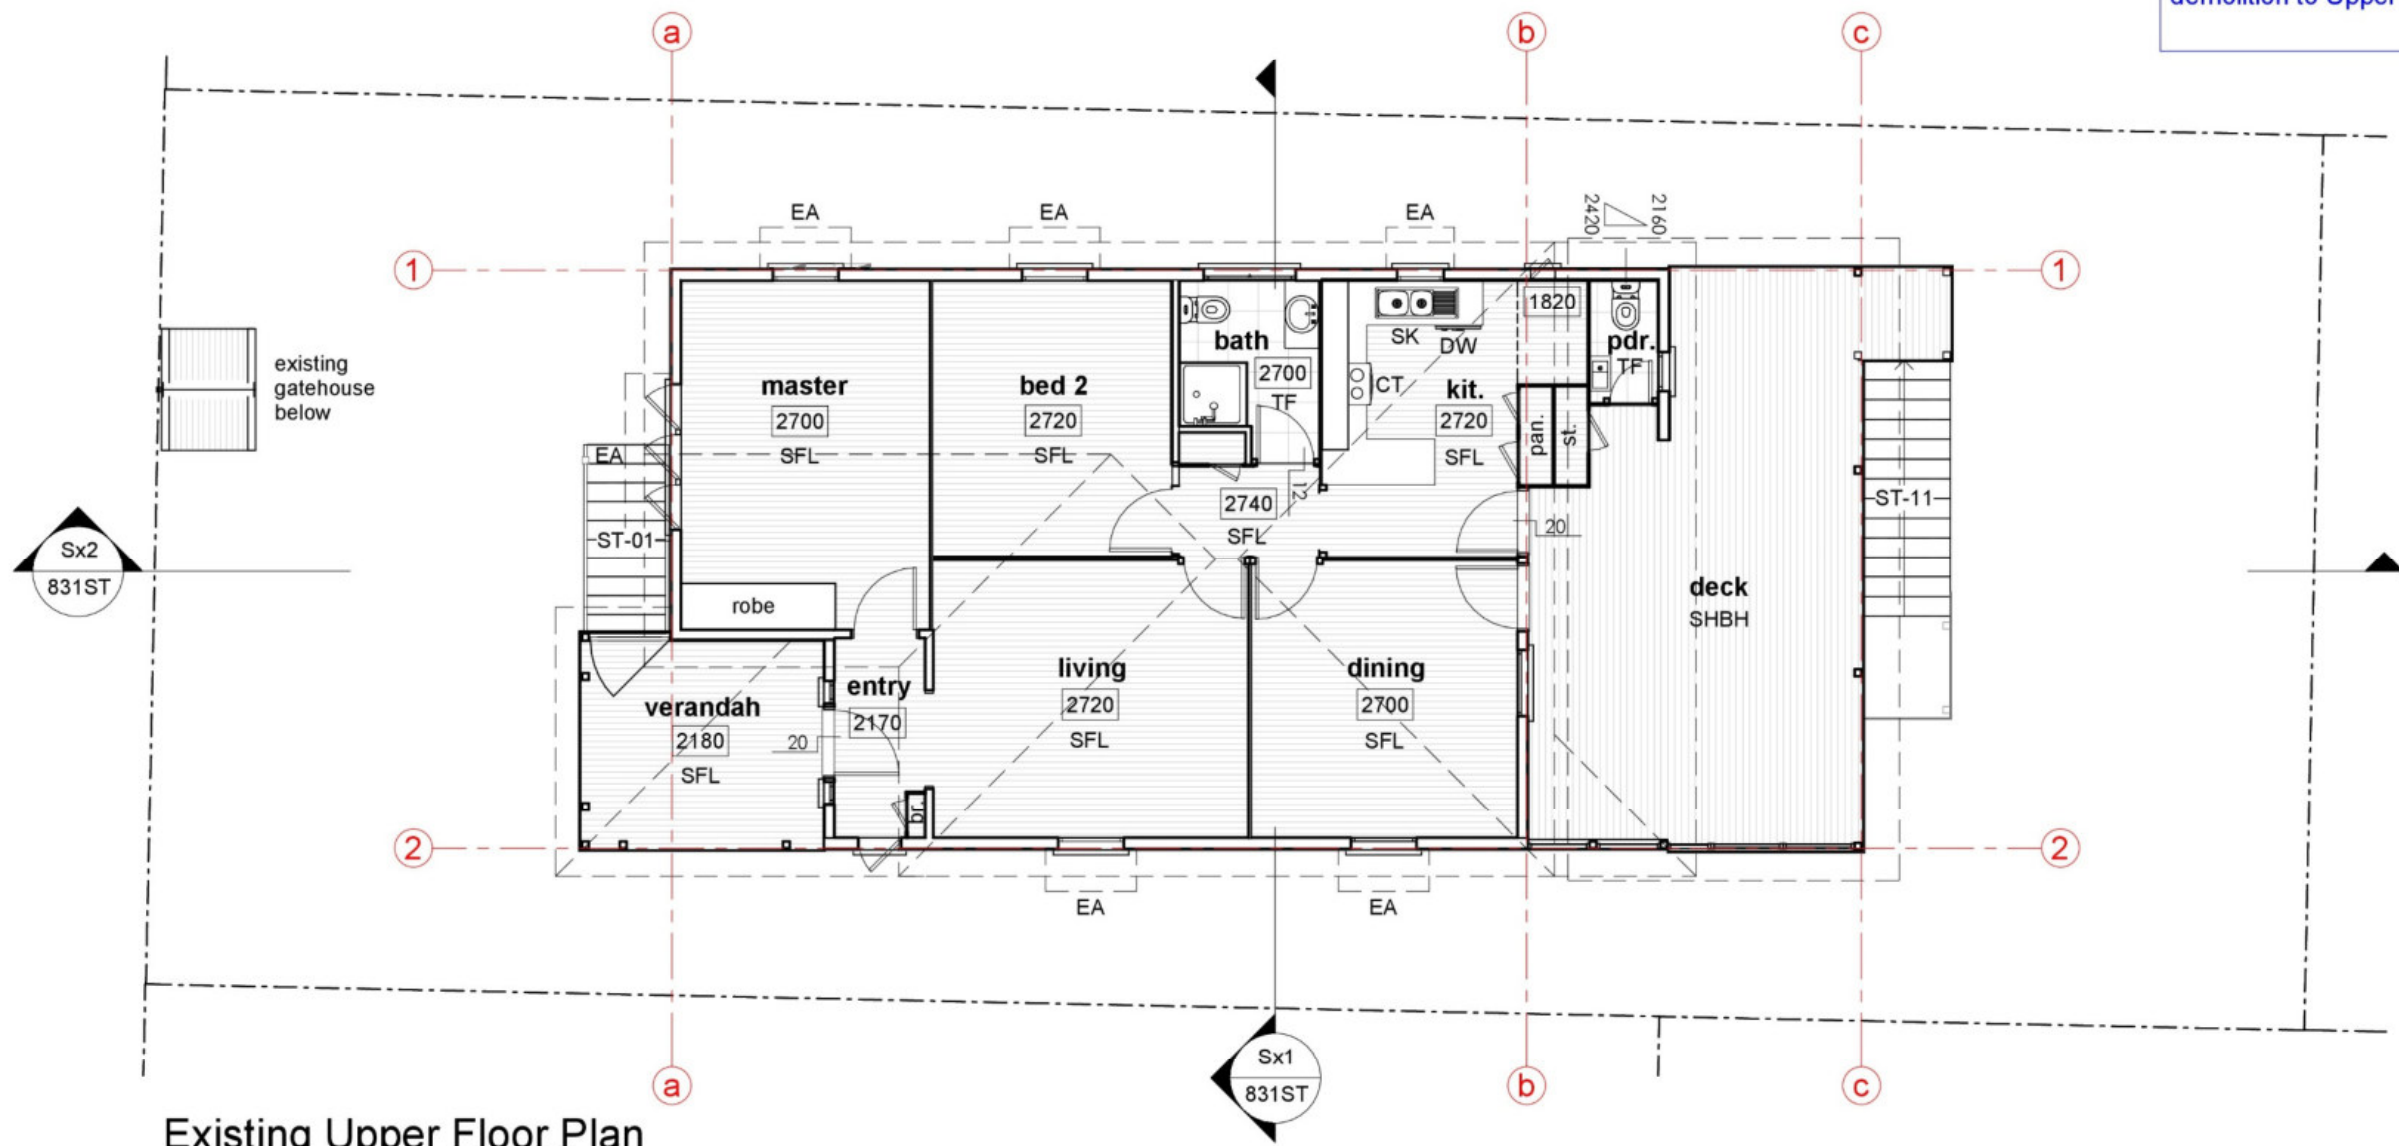 demolition to Upper
a
b
c
EA
EA
EA
2420
2160
1
1
existing
gatehouse
below
master
2700
SFL
bed 2
2720
SFL
bath
2700
TF
SK
DW
CT
kit.
2720
SFL
1820
pdr.
TF
pan.
st.
EA
ST-01
2740
SFL
12
20
ST-11
Sx2
831ST
robe
deck
SHBH
verandah
2180
SFL
20
entry
2170
living
2720
SFL
dining
2700
SFL
2
2
EA
EA
Sx1
831ST
a
b
c
Existing Upper Floor Plan